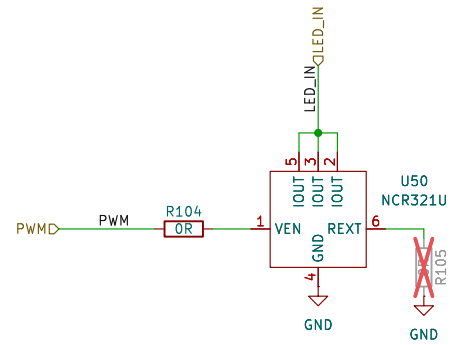 LED_IN
LED_IN
5
3
2
IOUT
IOUT
IOUT
U50
NCR321U
R104
0R
PWM
PWM
1
VEN
REXT
6
GND
4
R105
GND
GND